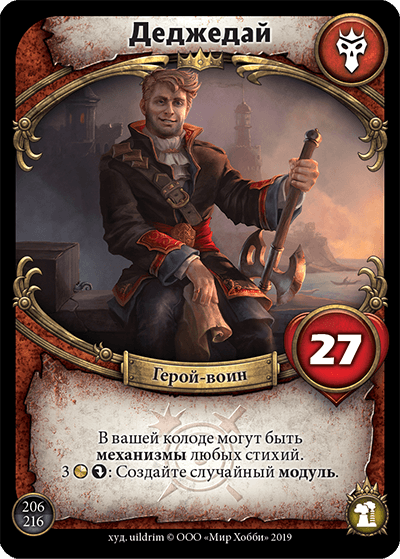 Деджедай
27
Герой-воин
В вашей колоде могут быть
механизмы любых стихий.
3 : Создайте случайный модуль.
206
216
худ. uildrim © ООО «Мир Хобби» 2019